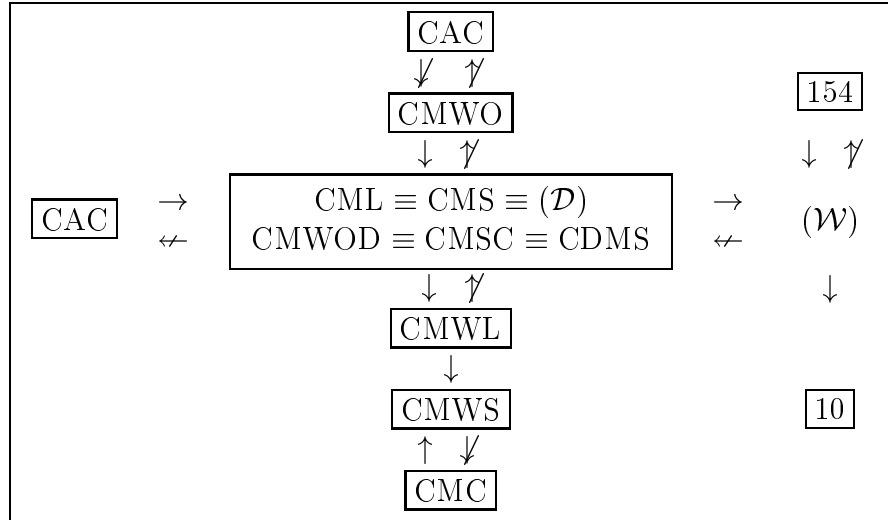 CAC
↓̸ ↑̸
154
CMWO
↓ ↑̸ ↓ ↑̸
CML ≡ CMS ≡ (𝒟)
CAC → → (𝒲)
↚ ↚
CMWOD ≡ CMSC ≡ CDMS
↓ ↑̸ ↓
CMWL
↓
CMWS 10
↑ ↓̸
CMC